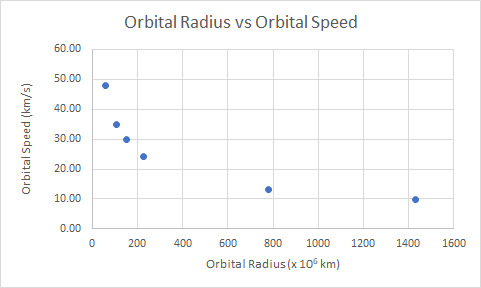 Orbital Radius vs Orbital Speed
60.00
50.00
40.00
30.00
20.00
10.00
0.00
Orbital Speed (km/s)
0 200 400 600 800 1000 1200 1400 1600
Orbital Radius (x 10⁶ km)